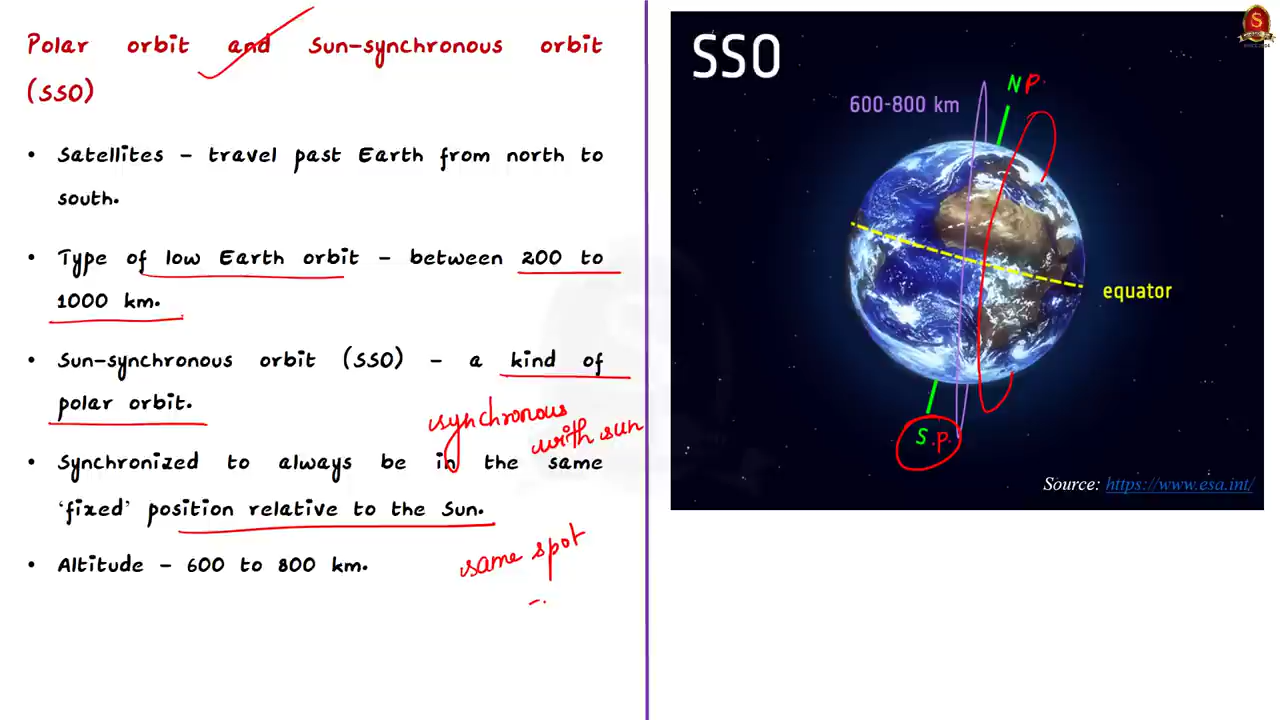 Polar orbit and Sun-synchronous orbit
(SSO)
• Satellites - travel past Earth from north to
south.
• Type of low Earth orbit - between 200 to
1000 km.
• Sun-synchronous orbit (SSO) - a kind of
polar orbit.
synchronous
with sun
• Synchronized to always be in the same
‘fixed’ position relative to the Sun.
same spot
• Altitude - 600 to 800 km.
SSO
N P.
600-800 km
equator
S.P.
Source: https://www.esa.int/